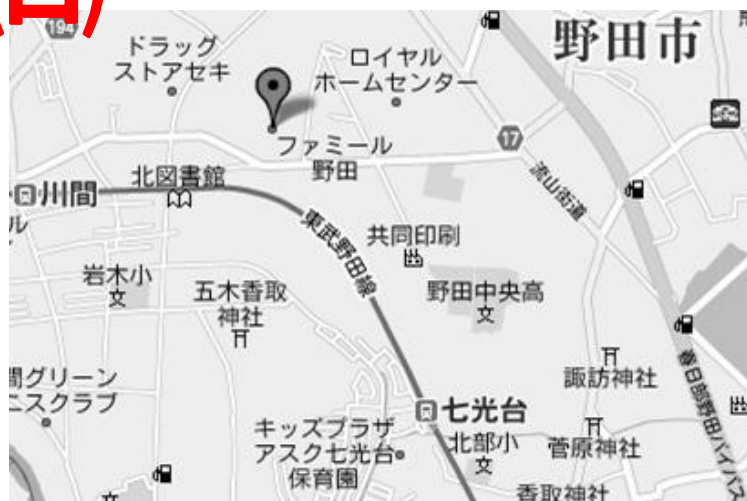 194
ドラッグ
ストアセキ
ロイヤル
ホームセンター
野田市
ファミール
野田
17
流山街道
川間
北図書館
ル
東武野田線
共同印刷
岩木小
文
五木香取
神社
野田中央高
文
諏訪神社
春日部野田バイパス
間グリーン
ニスクラブ
七光台
キッズプラザ
アスク七光台
保育園
北部小
文
菅原神社
香取神社
文